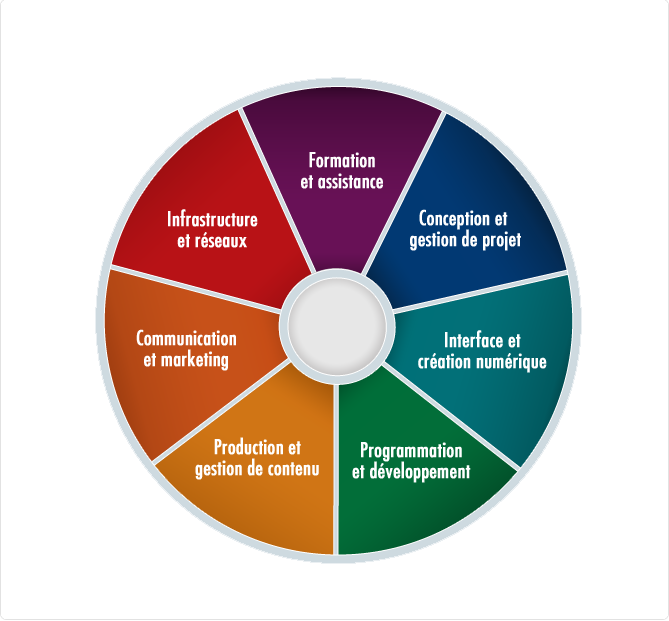 Formation
et assistance
Conception et
gestion de projet
Interface et
création numérique
Programmation
et développement
Production et
gestion de contenu
Communication
et marketing
Infrastructure
et réseaux